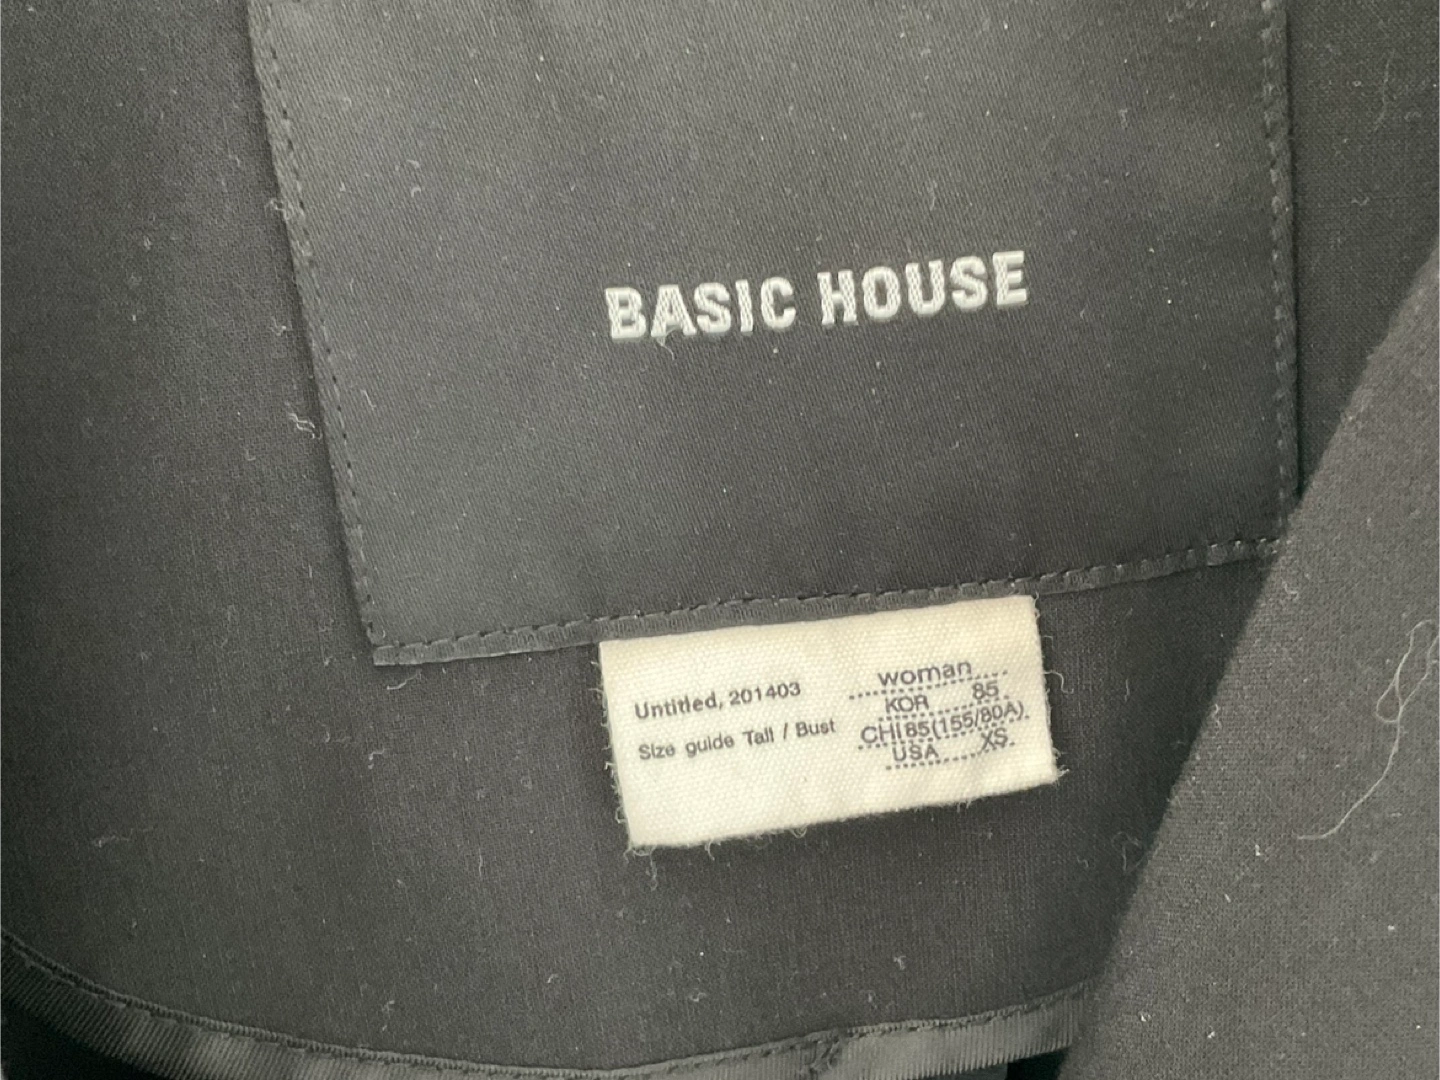 BASIC HOUSE
Untitled, 201403
Size guide Tall / Bust
woman
KOR 85
CHI 85(155/80A)
USA XS